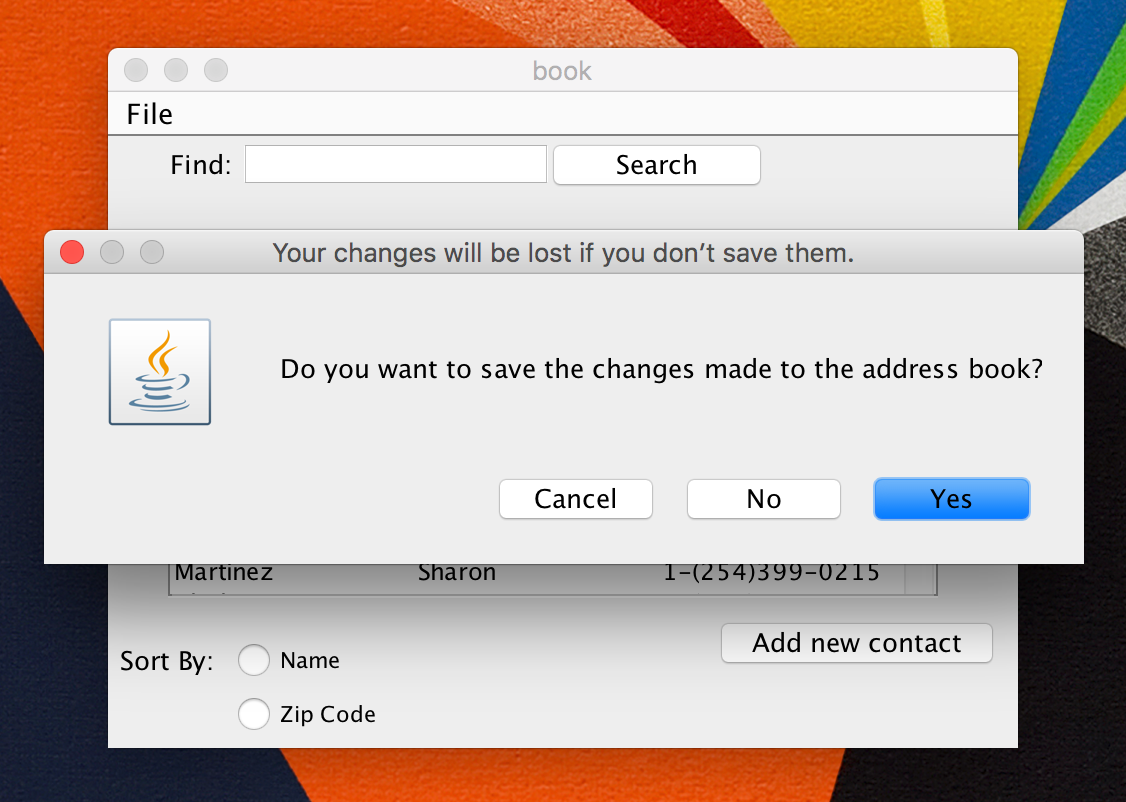 book
File
Find: Search
Your changes will be lost if you don’t save them.
Do you want to save the changes made to the address book?
Cancel No Yes
Martinez Sharon 1-(254)399-0215
Sort By: Name Add new contact
Zip Code